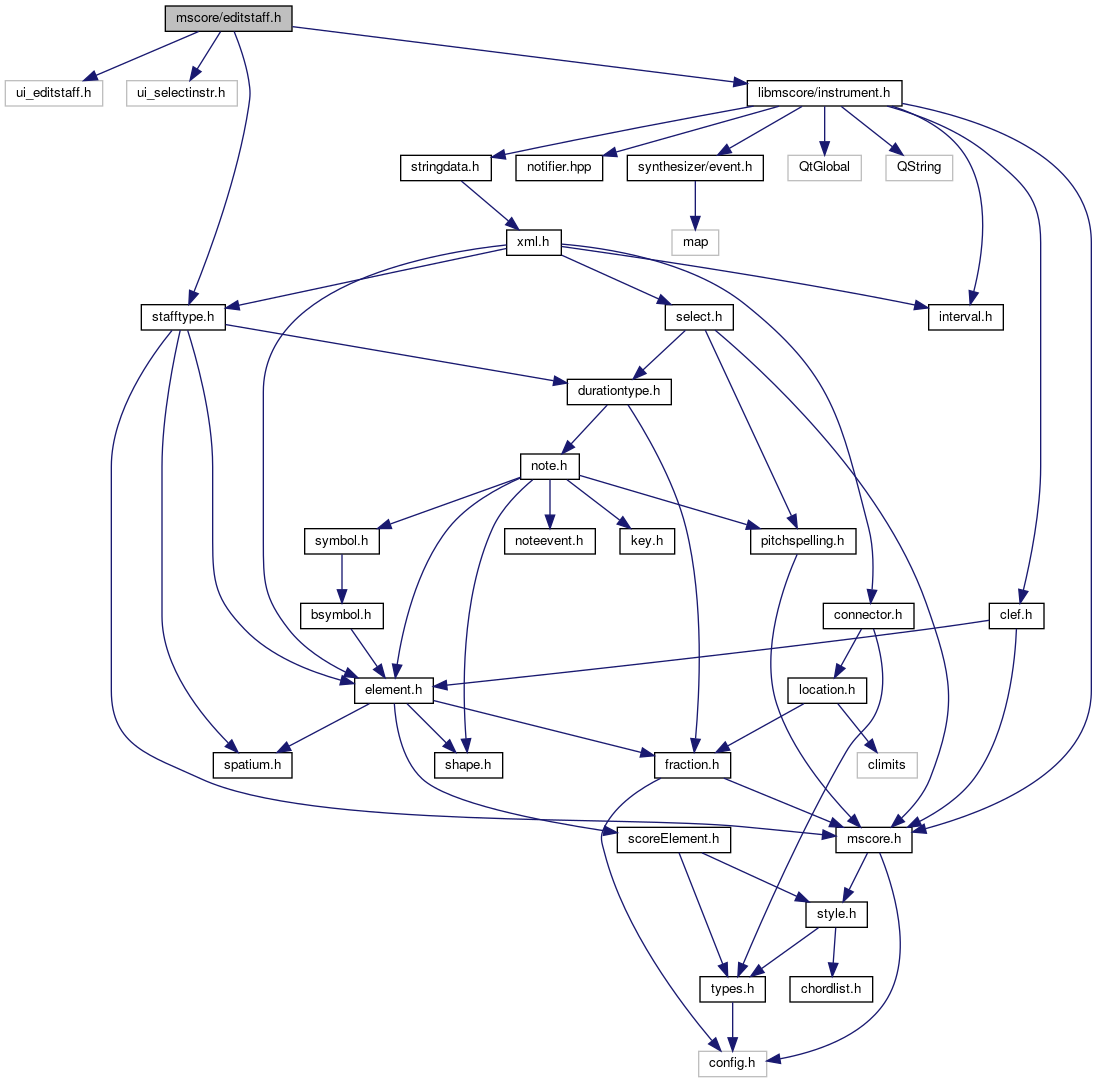 mscore/editstaff.h
ui_editstaff.h
ui_selectinstr.h
libmscore/instrument.h
stringdata.h
notifier.hpp
synthesizer/event.h
QtGlobal
QString
xml.h
map
stafftype.h
select.h
interval.h
durationtype.h
note.h
symbol.h
noteevent.h
key.h
pitchspelling.h
bsymbol.h
connector.h
clef.h
element.h
location.h
spatium.h
shape.h
fraction.h
climits
scoreElement.h
mscore.h
style.h
types.h
chordlist.h
config.h